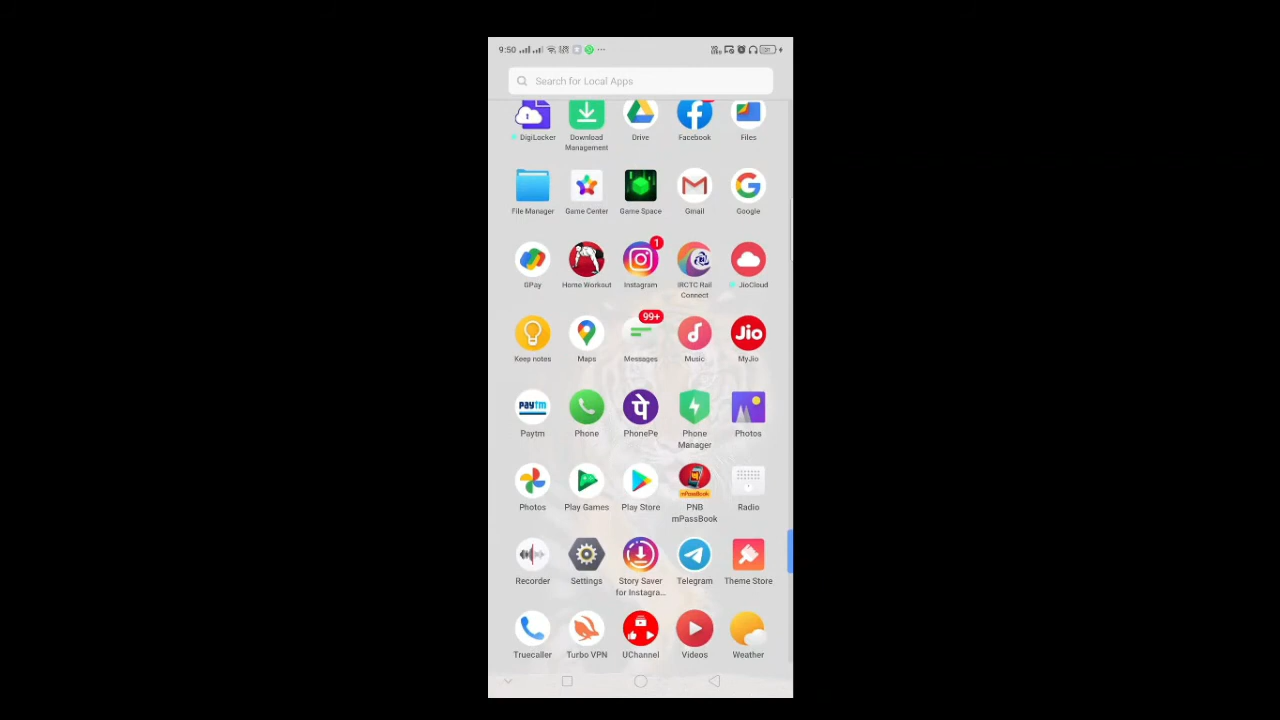 9:50
Search for Local Apps
DigiLocker
Download
Management
Drive
Facebook
Files
File Manager
Game Center
Game Space
Gmail
Google
GPay
Home Workout
1
Instagram
IRCTC Rail
Connect
JioCloud
Keep notes
Maps
99+
Messages
Music
Jio
MyJio
paytm
Paytm
Phone
पे
PhonePe
Phone
Manager
Photos
Photos
Play Games
Play Store
mPassBook
PNB
mPassBook
Radio
Recorder
Settings
Story Saver
for Instagra...
Telegram
Theme Store
Truecaller
Turbo VPN
UChannel
Videos
Weather